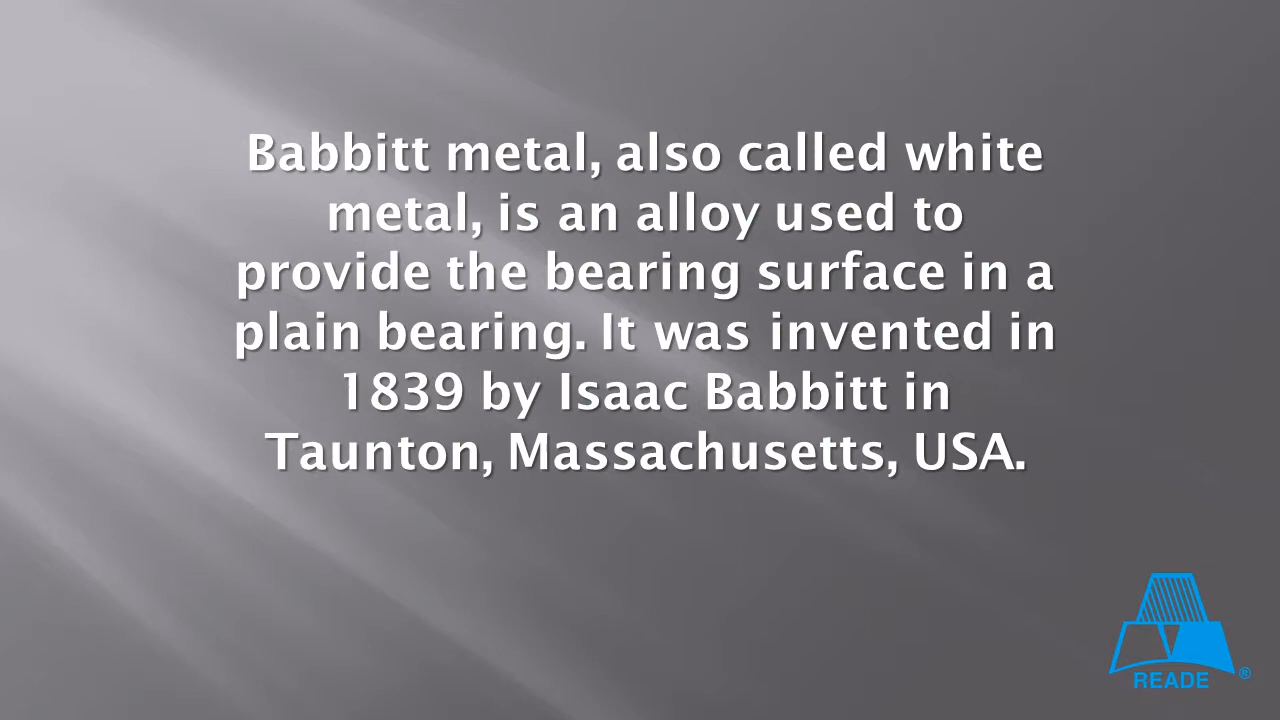 Babbitt metal, also called white
metal, is an alloy used to
provide the bearing surface in a
plain bearing. It was invented in
1839 by Isaac Babbitt in
Taunton, Massachusetts, USA.
READE ®